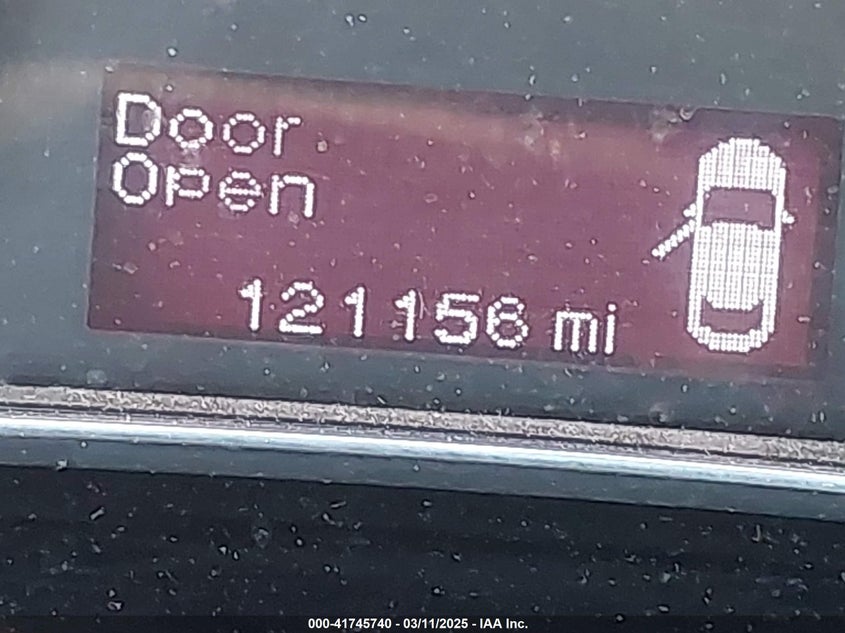 Door
Open
121156 mi
000-41745740 - 03/11/2025 - IAA Inc.